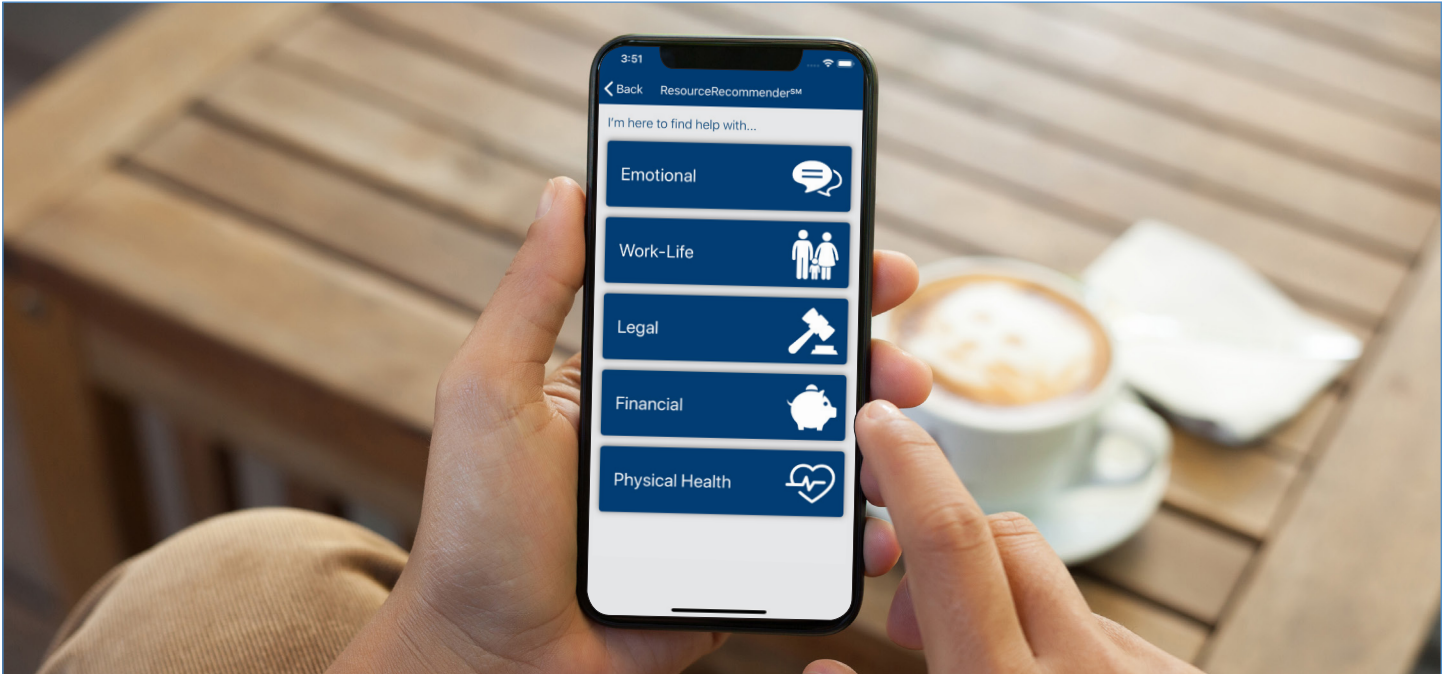 3:51
Back ResourceRecommender℠
I'm here to find help with...
Emotional
Work-Life
Legal
Financial
Physical Health